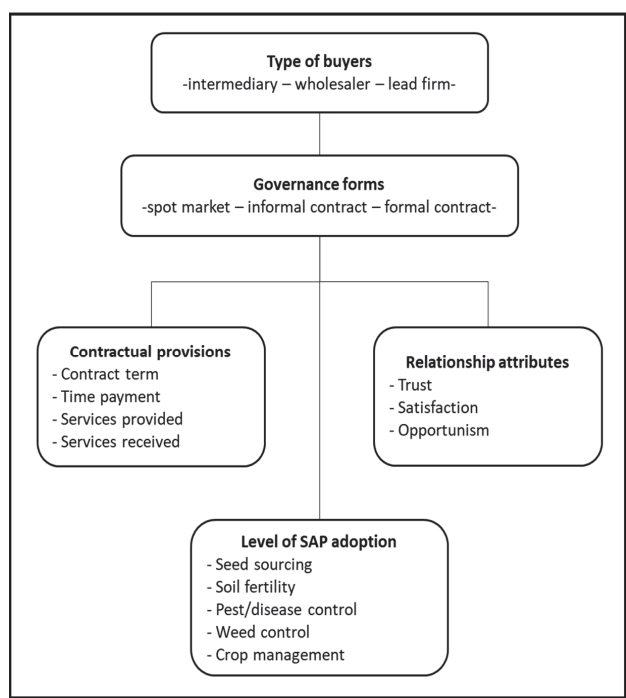 Type of buyers
-intermediary – wholesaler – lead firm-
Governance forms
-spot market – informal contract – formal contract-
Contractual provisions
- Contract term
- Time payment
- Services provided
- Services received
Relationship attributes
- Trust
- Satisfaction
- Opportunism
Level of SAP adoption
- Seed sourcing
- Soil fertility
- Pest/disease control
- Weed control
- Crop management